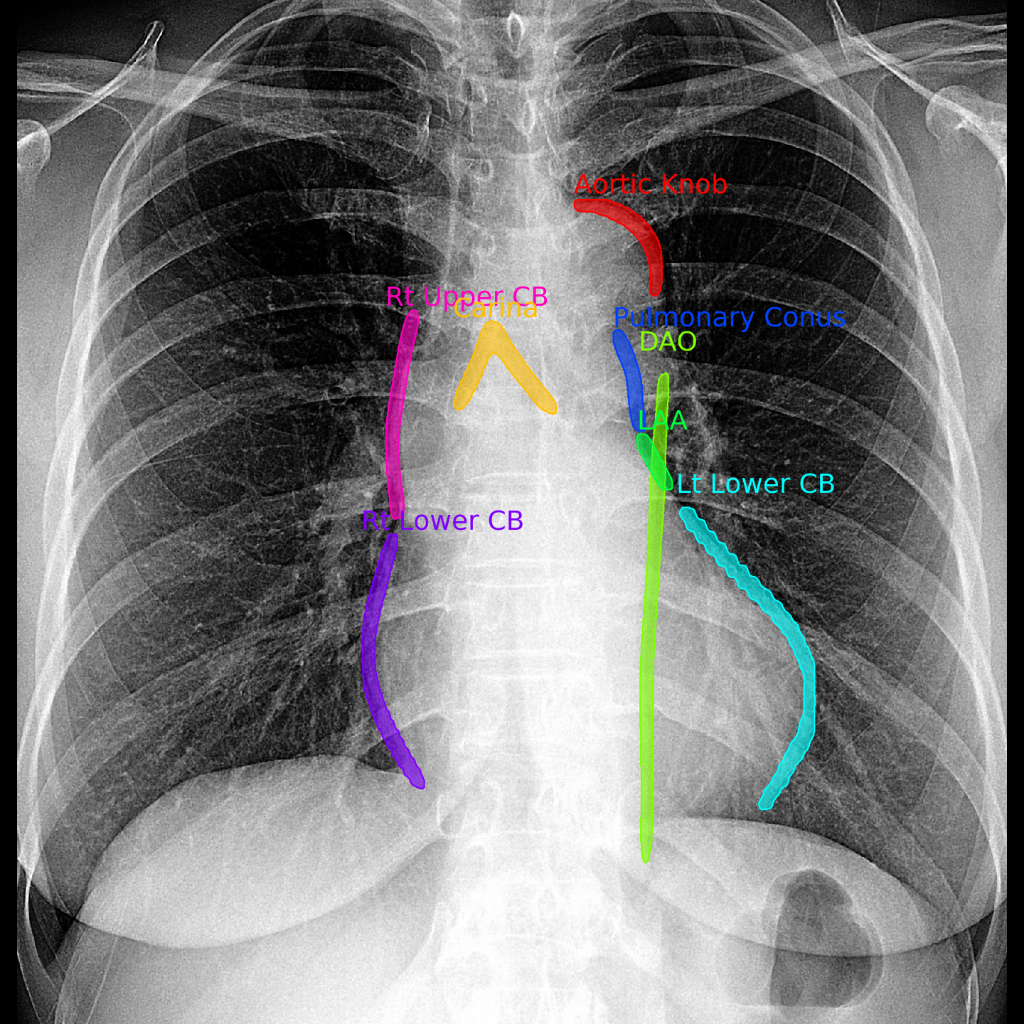 Aortic Knob
Rt Upper CB
Carina
Pulmonary Conus
DAO
LAA
Lt Lower CB
Rt Lower CB